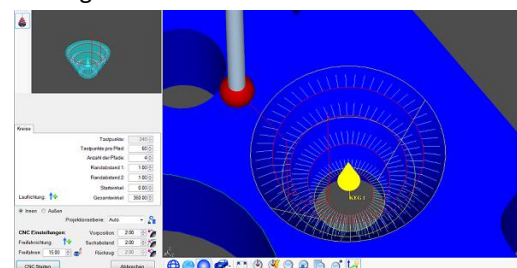 Kreise
Tastpunkte 240
Tastpunkte pro Pfad 60
Anzahl der Pfade 4
Randabstand 1 1.00
Randabstand 2 1.00
Startwinkel 0.00
Laufrichtung: Gesamtwinkel 360.00
Innen Außen
Projektionsebene: Auto
CNC Einstellungen: Vorposition 2.00
Freifahrrichtung Suchabstand 2.00
Freifahren 15.00 Rückzug 2.00
CNC Starten Abbrechen
KEG 1